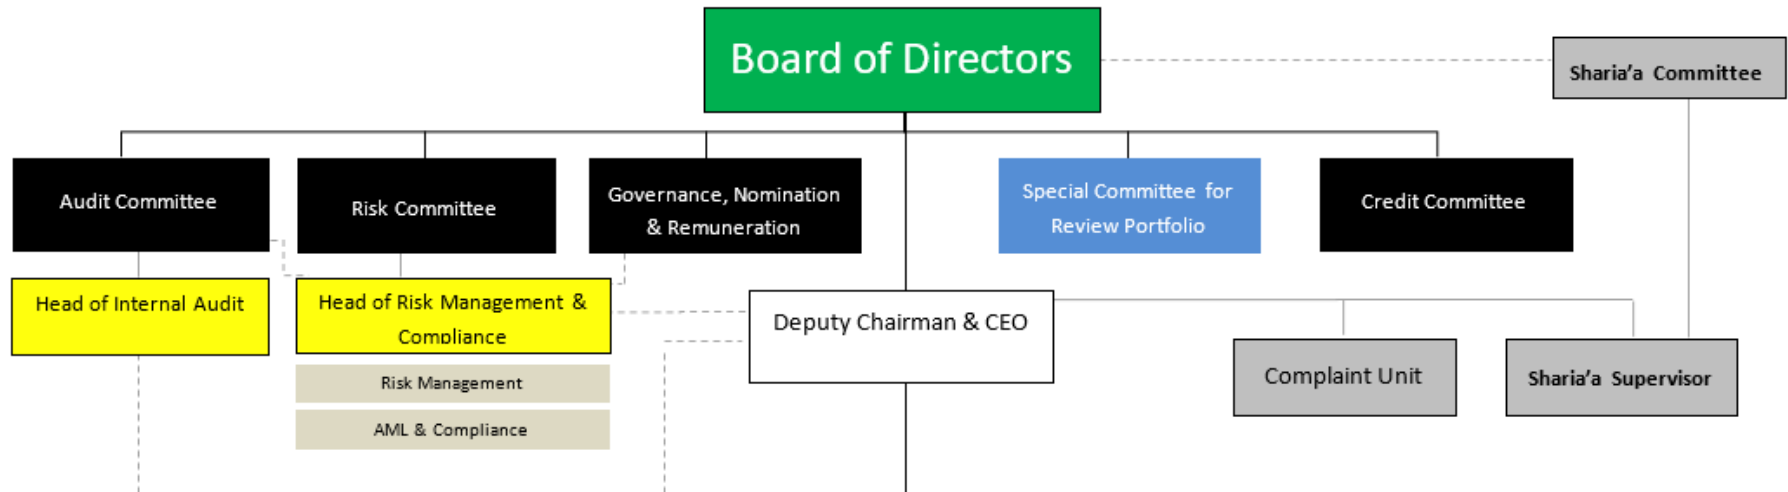 Board of Directors
Sharia'a Committee
Audit Committee
Risk Committee
Governance, Nomination
& Remuneration
Special Committee for
Review Portfolio
Credit Committee
Head of Internal Audit
Head of Risk Management &
Compliance
Deputy Chairman & CEO
Complaint Unit
Sharia'a Supervisor
Risk Management
AML & Compliance